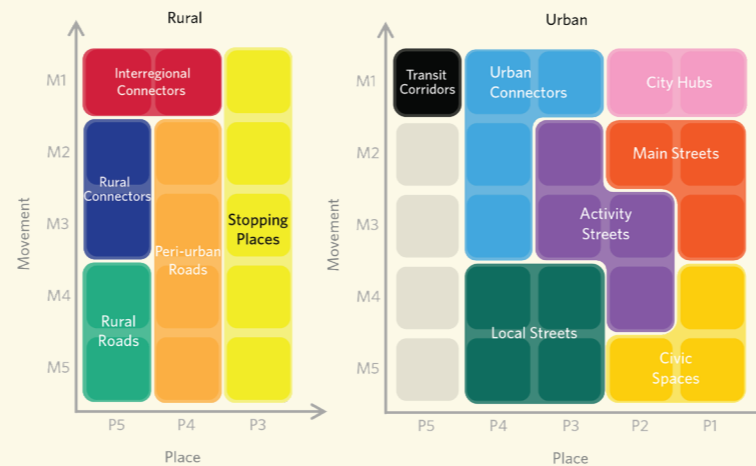 Rural
Movement
M1
M2
M3
M4
M5
Interregional
Connectors
Rural
Connectors
Peri-urban
Roads
Stopping
Places
Rural
Roads
P5
P4
P3
Place
Urban
Movement
M1
M2
M3
M4
M5
Transit
Corridors
Urban
Connectors
City Hubs
Main Streets
Activity
Streets
Local Streets
Civic
Spaces
P5
P4
P3
P2
P1
Place